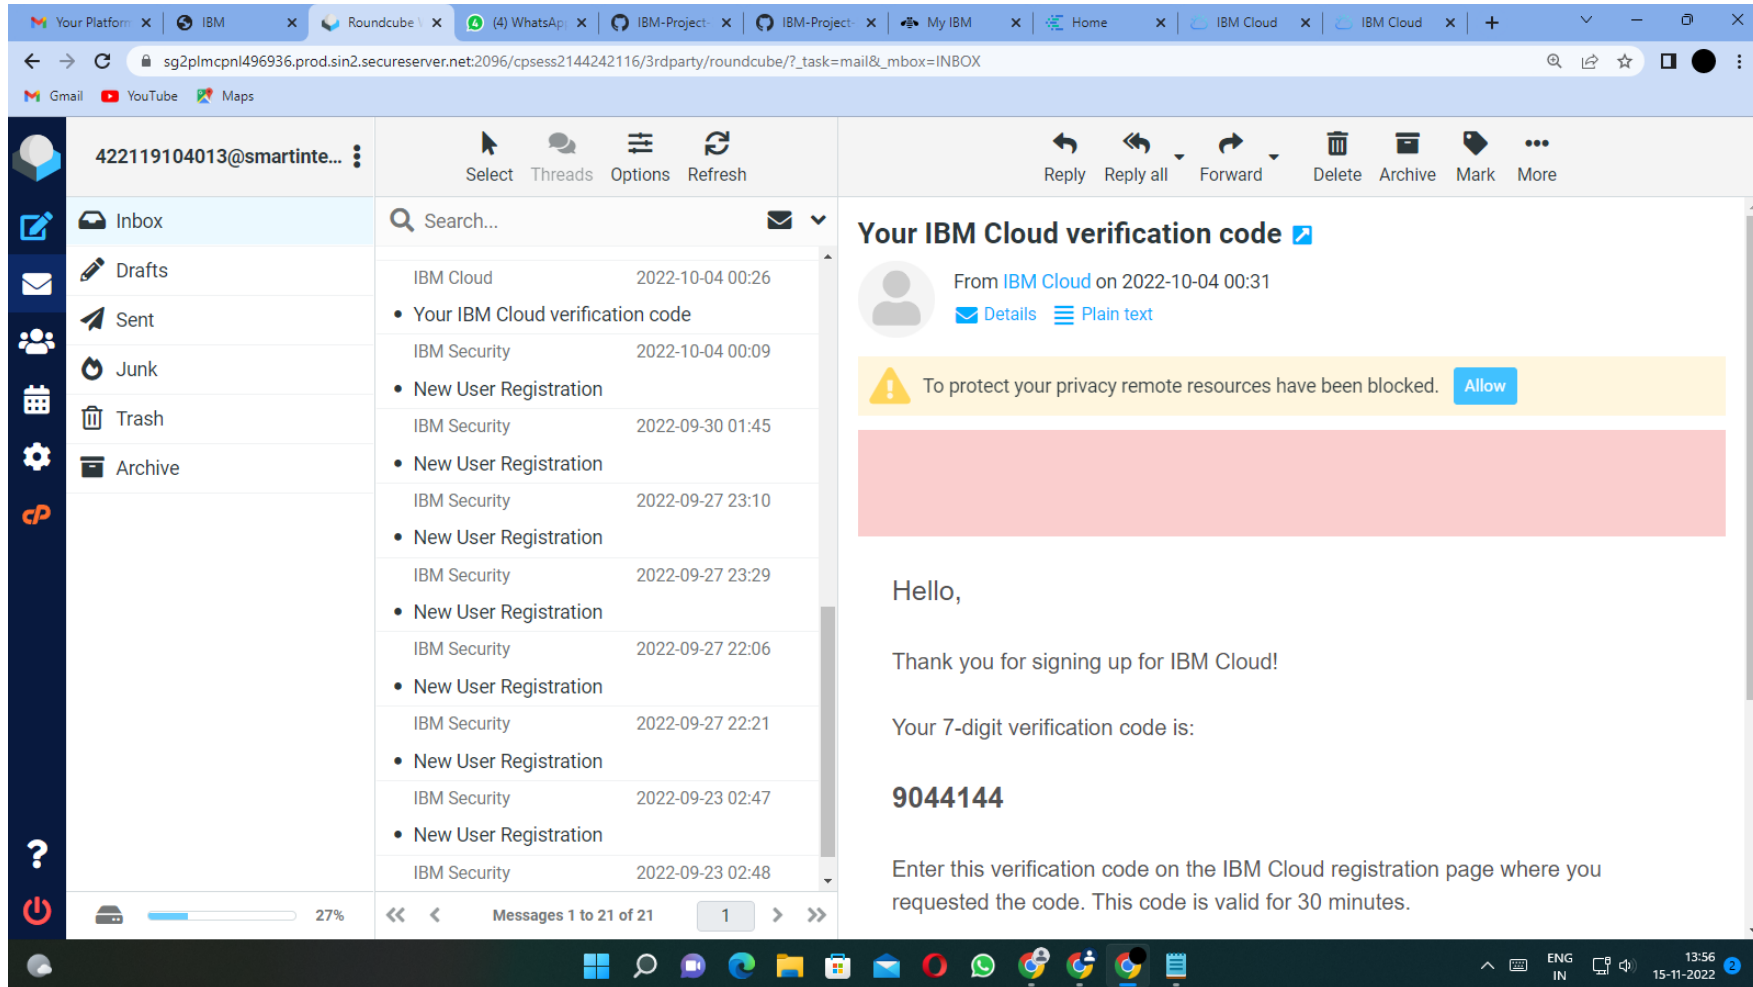 Your Platform
IBM
Roundcube W
(4) WhatsApp
IBM-Project-
IBM-Project-
My IBM
Home
IBM Cloud
IBM Cloud
sg2plmcpnl496936.prod.sin2.secureserver.net:2096/cpsess2144242116/3rdparty/roundcube/?_task=mail&_mbox=INBOX
Gmail
YouTube
Maps
422119104013@smartinte...
Inbox
Drafts
Sent
Junk
Trash
Archive
cP
?
27%
Select
Threads
Options
Refresh
Search...
IBM Cloud 2022-10-04 00:26
• Your IBM Cloud verification code
IBM Security 2022-10-04 00:09
• New User Registration
IBM Security 2022-09-30 01:45
• New User Registration
IBM Security 2022-09-27 23:10
• New User Registration
IBM Security 2022-09-27 23:29
• New User Registration
IBM Security 2022-09-27 22:06
• New User Registration
IBM Security 2022-09-27 22:21
• New User Registration
IBM Security 2022-09-23 02:47
• New User Registration
IBM Security 2022-09-23 02:48
Messages 1 to 21 of 21
1
Reply
Reply all
Forward
Delete
Archive
Mark
More
Your IBM Cloud verification code
From IBM Cloud on 2022-10-04 00:31
Details
Plain text
To protect your privacy remote resources have been blocked.
Allow
Hello,
Thank you for signing up for IBM Cloud!
Your 7-digit verification code is:
9044144
Enter this verification code on the IBM Cloud registration page where you
requested the code. This code is valid for 30 minutes.
ENG
IN
13:56
15-11-2022
2